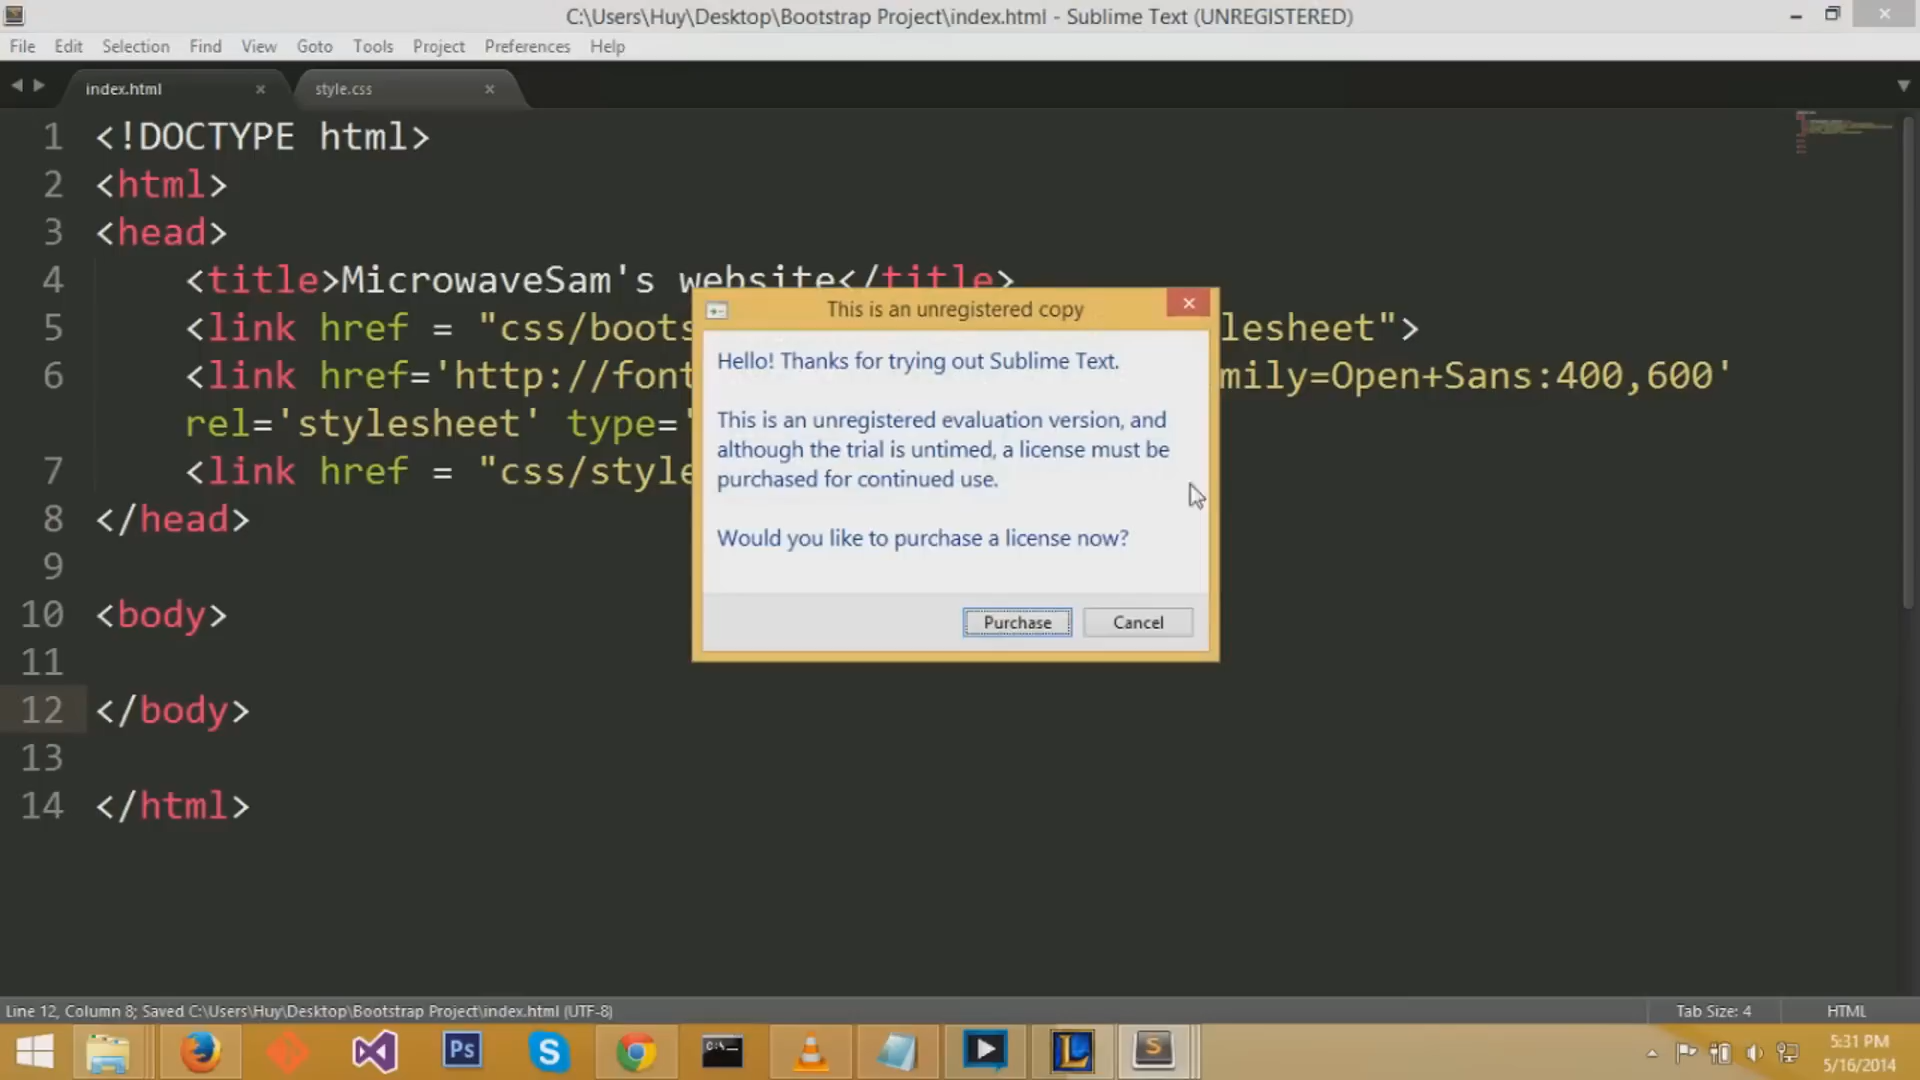 C:\Users\Huy\Desktop\Bootstrap Project\index.html - Sublime Text (UNREGISTERED)
File Edit Selection Find View Goto Tools Project Preferences Help
index.html style.css
1 <!DOCTYPE html>
2 <html>
3 <head>
4 <title>MicrowaveSam's website</title>
5 <link href = "css/boots lesheet">
6 <link href='http://font mily=Open+Sans:400,600'
rel='stylesheet' type='
7 <link href = "css/style
8 </head>
9
10 <body>
11
12 </body>
13
14 </html>
This is an unregistered copy
Hello! Thanks for trying out Sublime Text.
This is an unregistered evaluation version, and
although the trial is untimed, a license must be
purchased for continued use.
Would you like to purchase a license now?
Purchase Cancel
Line 12, Column 8; Saved C:\Users\Huy\Desktop\Bootstrap Project\index.html (UTF-8) Tab Size: 4 HTML
Ps
5:31 PM
5/16/2014